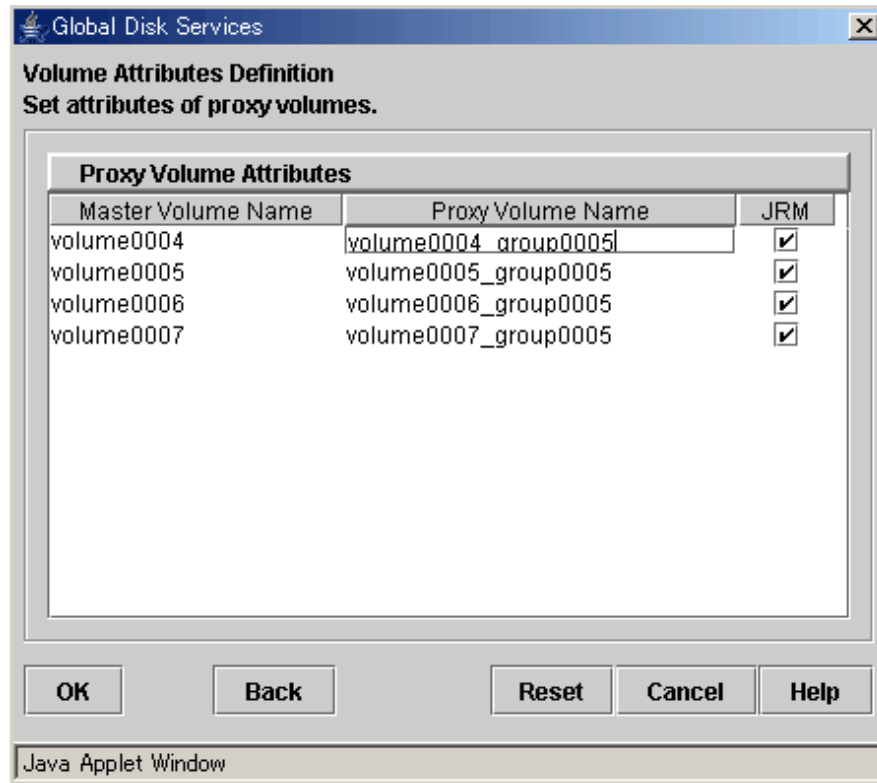 Global Disk Services
Volume Attributes Definition
Set attributes of proxy volumes.
Proxy Volume Attributes
Master Volume Name Proxy Volume Name JRM
volume0004 volume0004_group0005
volume0005 volume0005_group0005
volume0006 volume0006_group0005
volume0007 volume0007_group0005
OK Back Reset Cancel Help
Java Applet Window